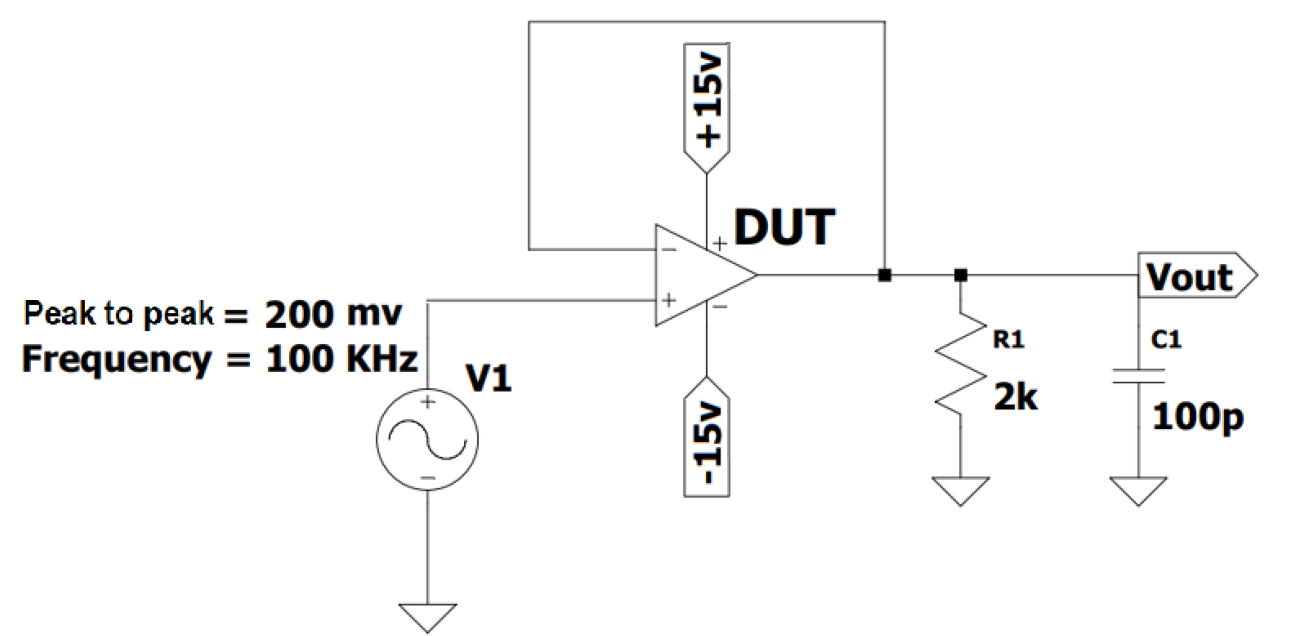 +15v
DUT
Vout
Peak to peak = 200 mv
Frequency = 100 KHz
V1
R1
2k
C1
100p
-15v